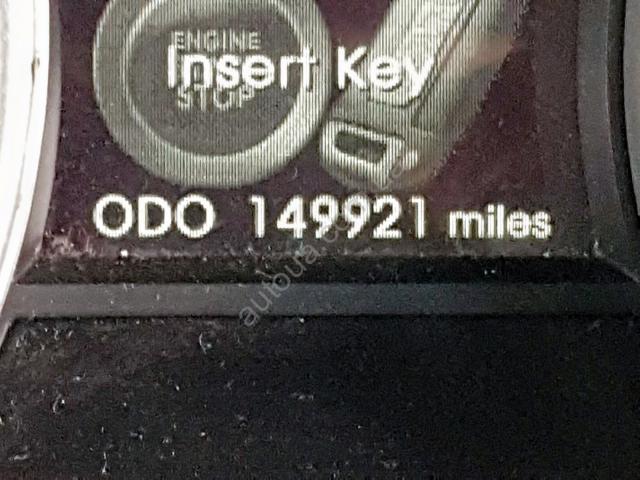 ENGINE
Insert Key
STOP
ODO 149921 miles